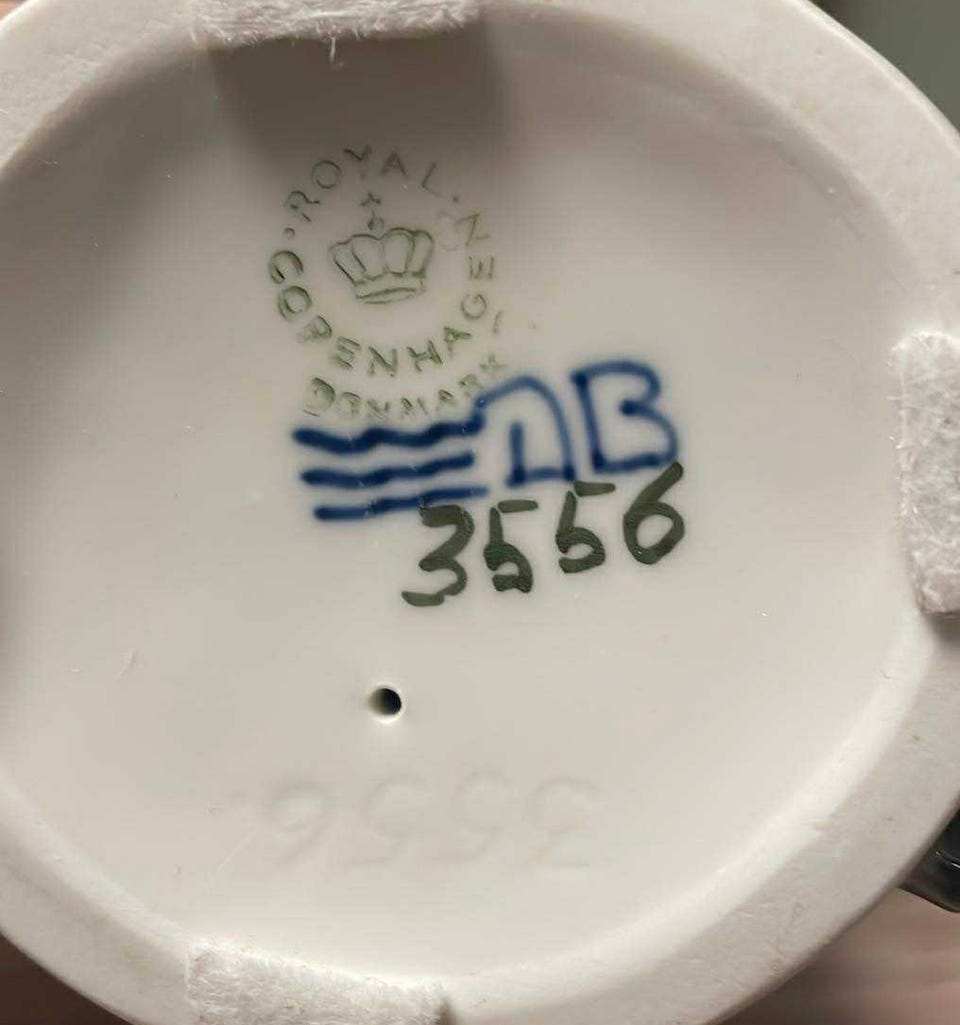 ROYAL
COPENHAGEN
DENMARK
AB
3556
3556